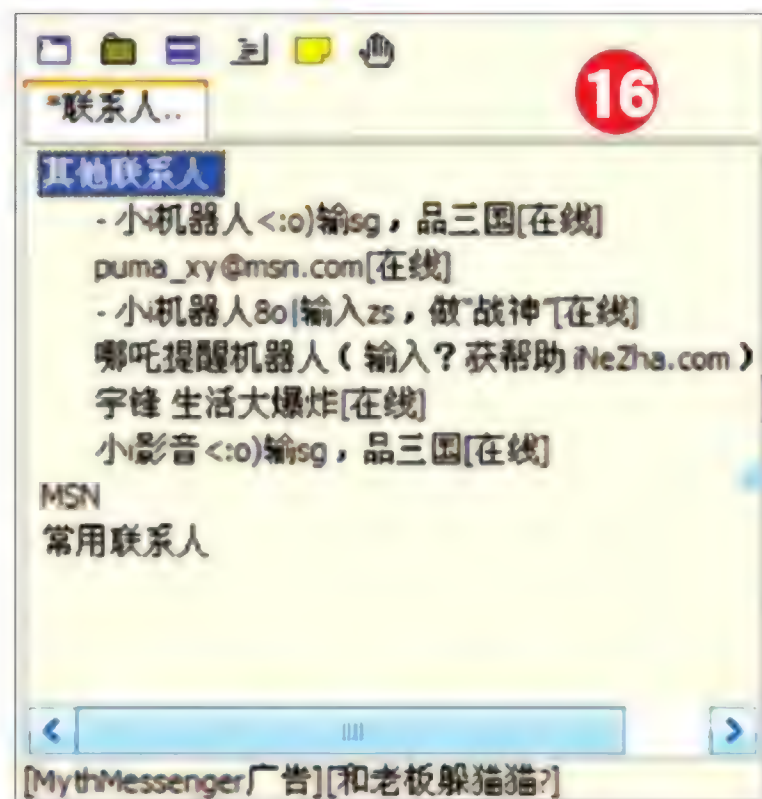 16
*联系人..
其他联系人
- 小i机器人<:o)输sg，品三国[在线]
puma_xy@msn.com[在线]
- 小i机器人8o|输入zs，做"战神"[在线]
哪吒提醒机器人（输入？获帮助 iNeZha.com）
宇锋 生活大爆炸[在线]
小i影音<:o)输sg，品三国[在线]
MSN
常用联系人
[MythMessenger广告][和老板躲猫猫?]